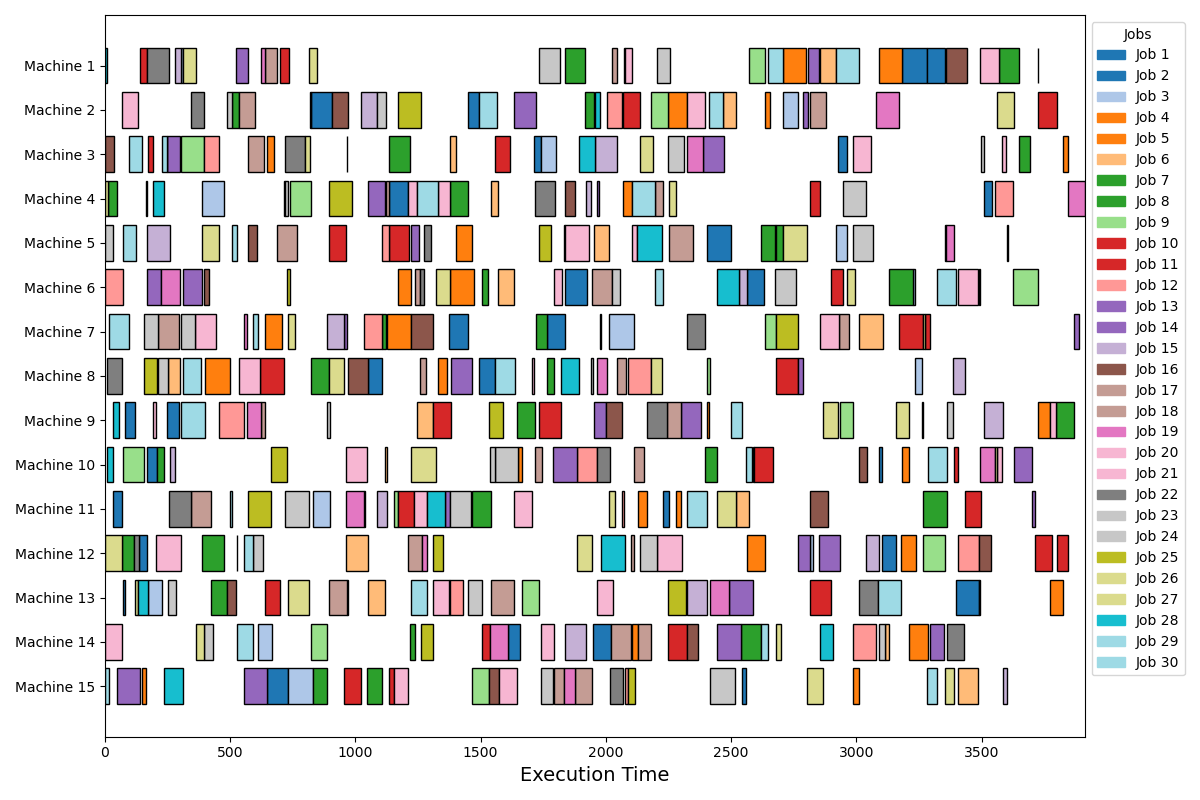 Machine 1
Machine 2
Machine 3
Machine 4
Machine 5
Machine 6
Machine 7
Machine 8
Machine 9
Machine 10
Machine 11
Machine 12
Machine 13
Machine 14
Machine 15
0 500 1000 1500 2000 2500 3000 3500
Execution Time
Jobs
Job 1
Job 2
Job 3
Job 4
Job 5
Job 6
Job 7
Job 8
Job 9
Job 10
Job 11
Job 12
Job 13
Job 14
Job 15
Job 16
Job 17
Job 18
Job 19
Job 20
Job 21
Job 22
Job 23
Job 24
Job 25
Job 26
Job 27
Job 28
Job 29
Job 30